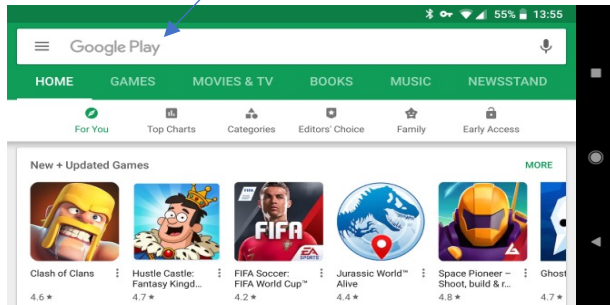 55% 13:55
Google Play
HOME GAMES MOVIES & TV BOOKS MUSIC NEWSSTAND
For You Top Charts Categories Editors' Choice Family Early Access
New + Updated Games MORE
FIFA
EA
SPORTS
Clash of Clans Hustle Castle: FIFA Soccer: Jurassic World™ Space Pioneer – Ghost
Fantasy Kingd... FIFA World Cup™ Alive Shoot, build & r...
4.6★ 4.7★ 4.2★ 4.4★ 4.8★ 4.7★